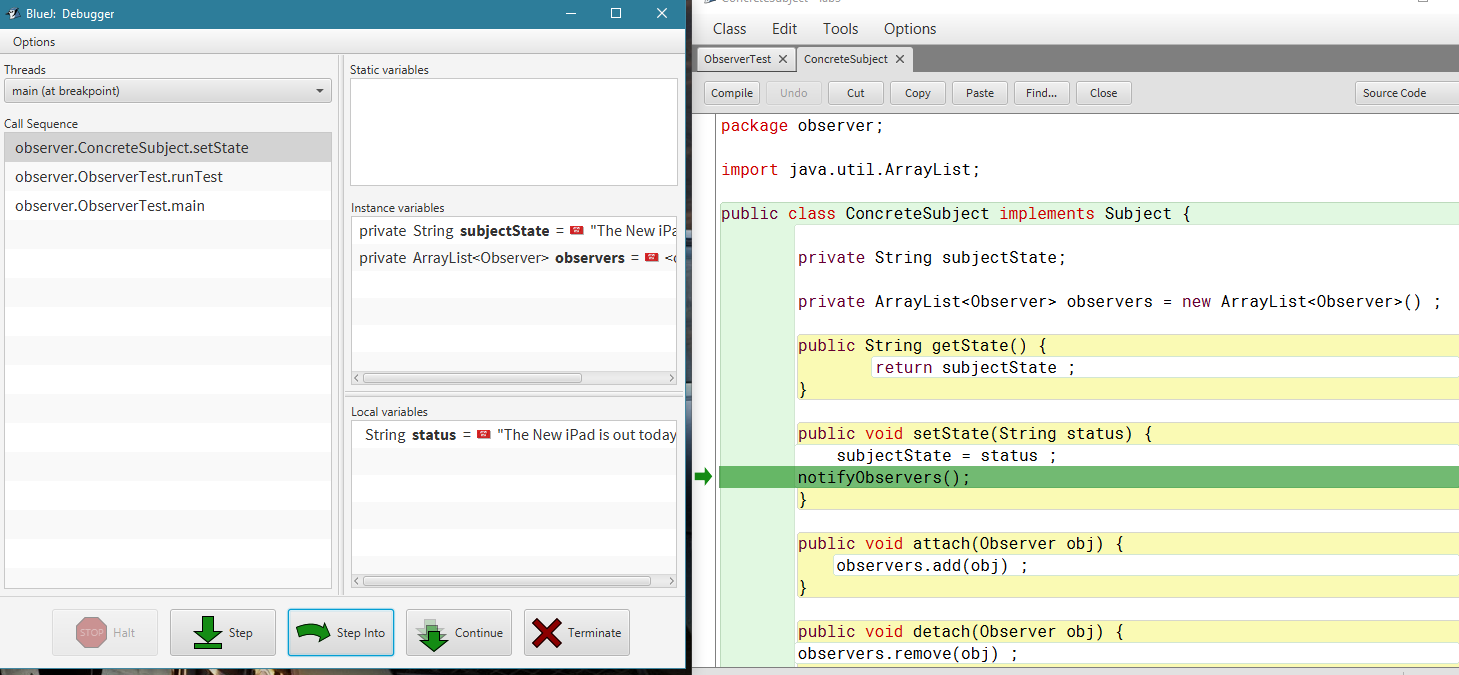 BlueJ: Debugger
Options
Threads
main (at breakpoint)
Call Sequence
observer.ConcreteSubject.setState
observer.ObserverTest.runTest
observer.ObserverTest.main
Static variables
Instance variables
private String subjectState = "The New iPa
private ArrayList<Observer> observers = <
Local variables
String status = "The New iPad is out today
STOP Halt
Step
Step Into
Continue
Terminate
ConcreteSubject - labs
Class Edit Tools Options
ObserverTest ConcreteSubject
Compile Undo Cut Copy Paste Find... Close Source Code
package observer;
import java.util.ArrayList;
public class ConcreteSubject implements Subject {
private String subjectState;
private ArrayList<Observer> observers = new ArrayList<Observer>() ;
public String getState() {
return subjectState ;
}
public void setState(String status) {
subjectState = status ;
notifyObservers();
}
public void attach(Observer obj) {
observers.add(obj) ;
}
public void detach(Observer obj) {
observers.remove(obj) ;